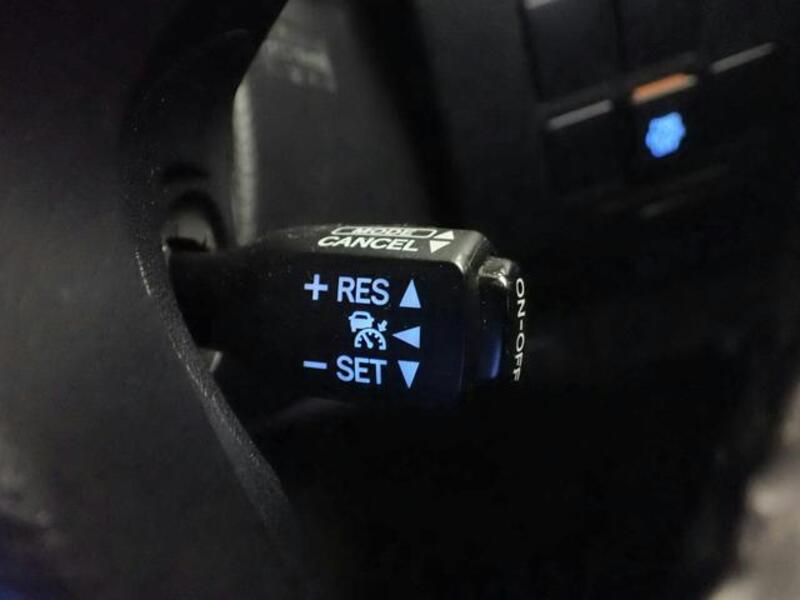 MODE
CANCEL
+ RES
- SET
ON-OFF